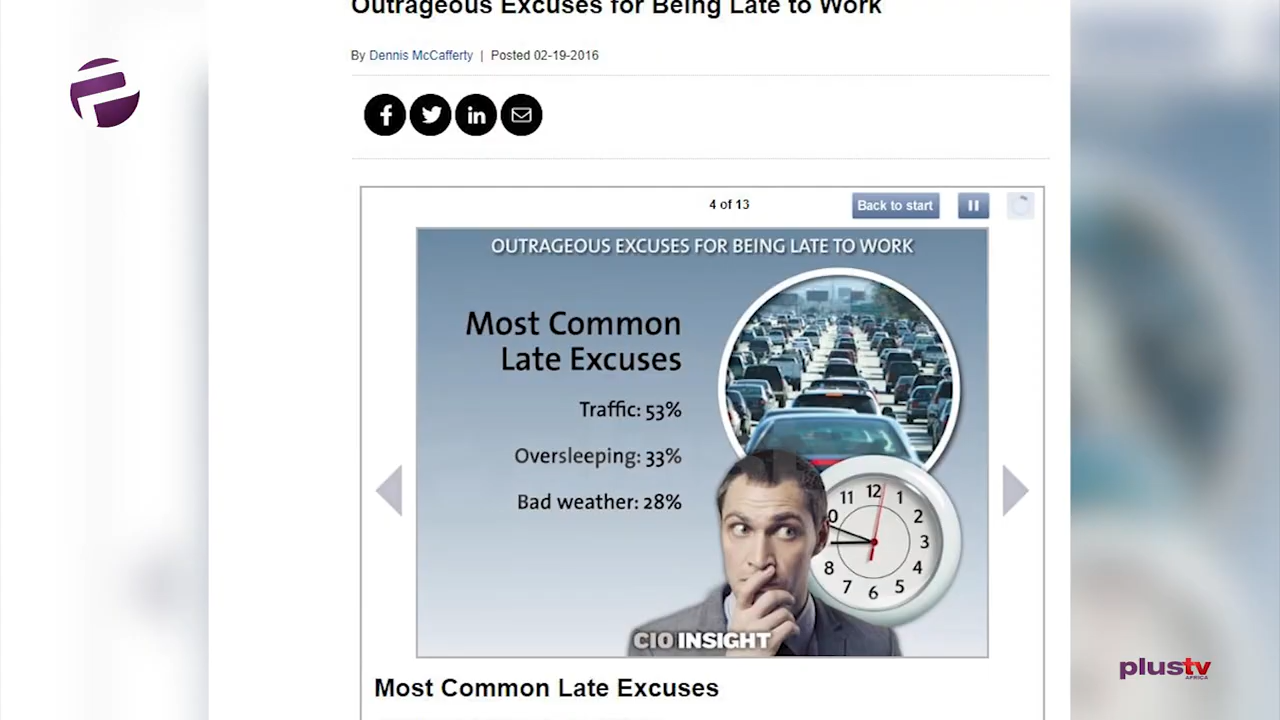 Outrageous Excuses for Being Late to Work
By Dennis McCafferty | Posted 02-19-2016
4 of 13
Back to start
OUTRAGEOUS EXCUSES FOR BEING LATE TO WORK
Most Common
Late Excuses
Traffic: 53%
Oversleeping: 33%
Bad weather: 28%
11 12 1
0 2
3
8 4
7 6 5
CIO INSIGHT
Most Common Late Excuses
plustv
AFRICA